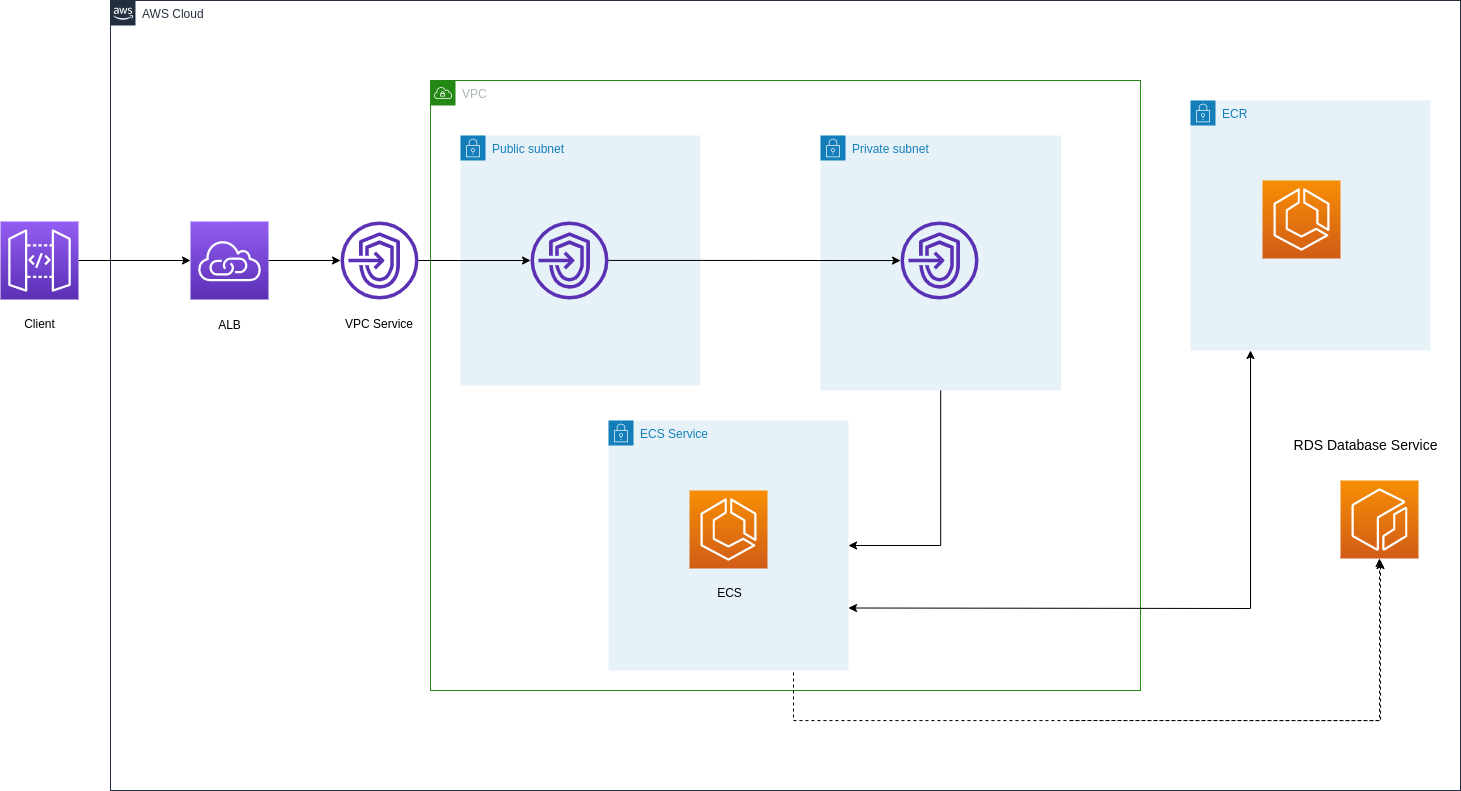 aws
AWS Cloud
VPC
Public subnet
Private subnet
ECR
</>
Client
ALB
VPC Service
ECS Service
ECS
RDS Database Service